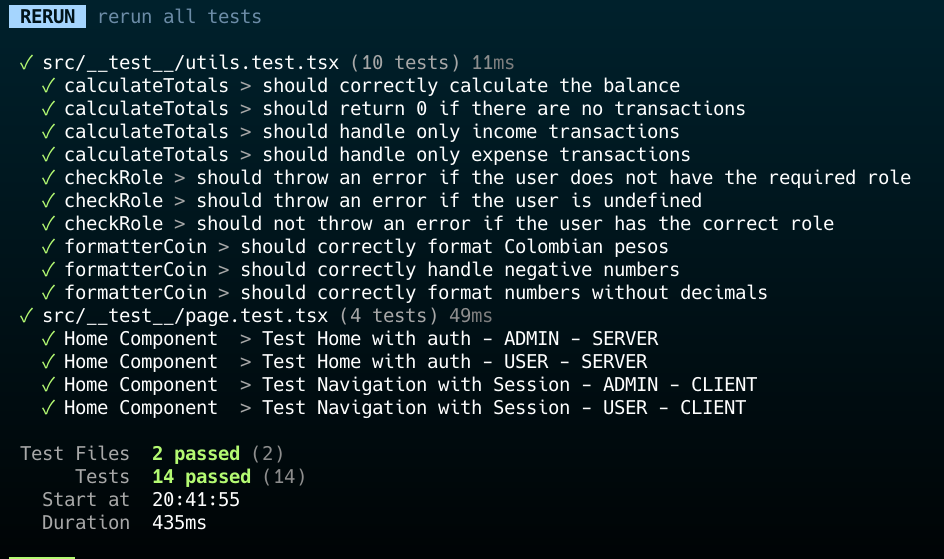 RERUN rerun all tests
✓ src/__test__/utils.test.tsx (10 tests) 11ms
✓ calculateTotals > should correctly calculate the balance
✓ calculateTotals > should return 0 if there are no transactions
✓ calculateTotals > should handle only income transactions
✓ calculateTotals > should handle only expense transactions
✓ checkRole > should throw an error if the user does not have the required role
✓ checkRole > should throw an error if the user is undefined
✓ checkRole > should not throw an error if the user has the correct role
✓ formatterCoin > should correctly format Colombian pesos
✓ formatterCoin > should correctly handle negative numbers
✓ formatterCoin > should correctly format numbers without decimals
✓ src/__test__/page.test.tsx (4 tests) 49ms
✓ Home Component  > Test Home with auth - ADMIN - SERVER
✓ Home Component  > Test Home with auth - USER - SERVER
✓ Home Component  > Test Navigation with Session - ADMIN - CLIENT
✓ Home Component  > Test Navigation with Session - USER - CLIENT
Test Files  2 passed (2)
Tests  14 passed (14)
Start at  20:41:55
Duration  435ms